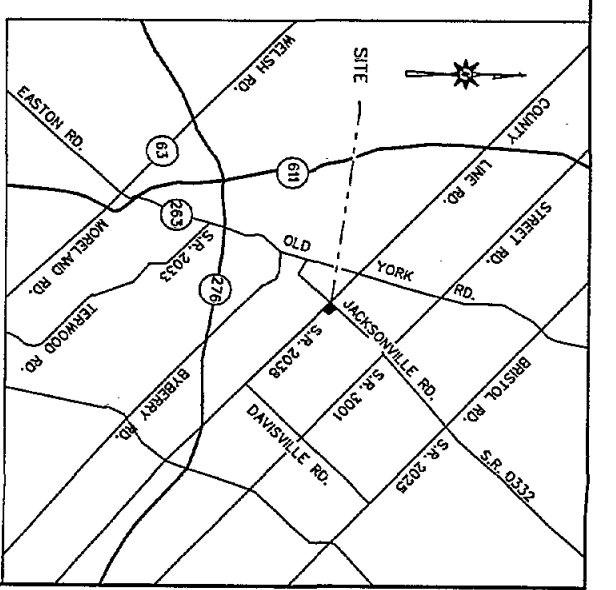 WELSH RD.
SITE
COUNTY
LINE RD.
EASTON RD.
63
611
STREET RD.
263
OLD
YORK
RD.
S.R. 2033
MORELAND RD.
276
JACKSONVILLE RD.
TERWOOD RD.
S.R. 2038
BRISTOL RD.
S.R. 3001
BYBERRY
RD.
DAVISVILLE RD.
S.R. 2025
S.R. 0332